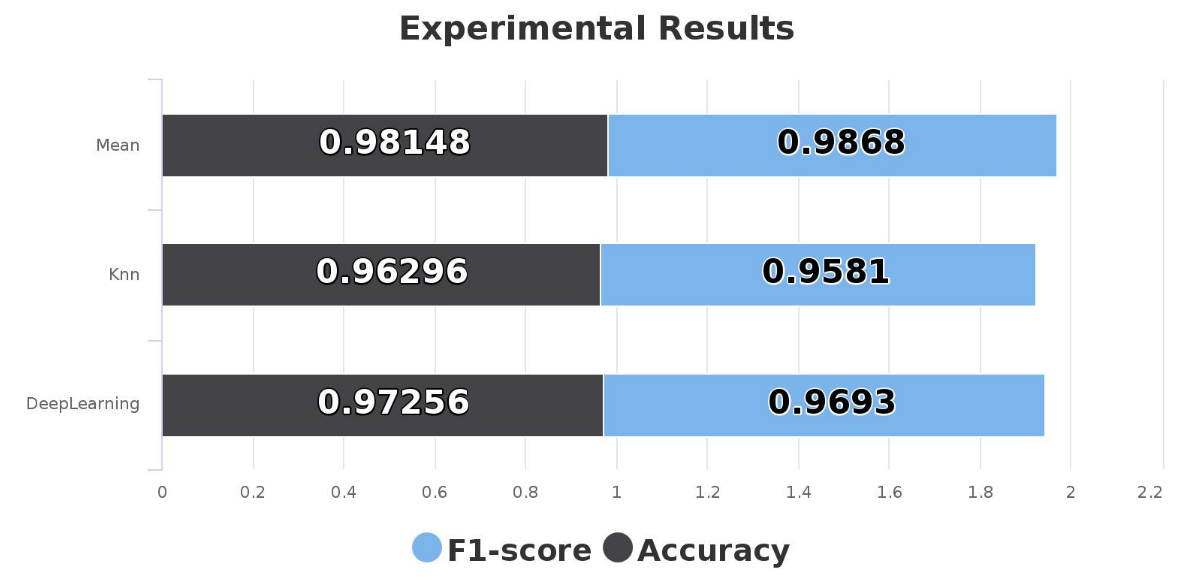 Experimental Results
Mean
0.98148
0.9868
Knn
0.96296
0.9581
DeepLearning
0.97256
0.9693
0 0.2 0.4 0.6 0.8 1 1.2 1.4 1.6 1.8 2 2.2
F1-score Accuracy